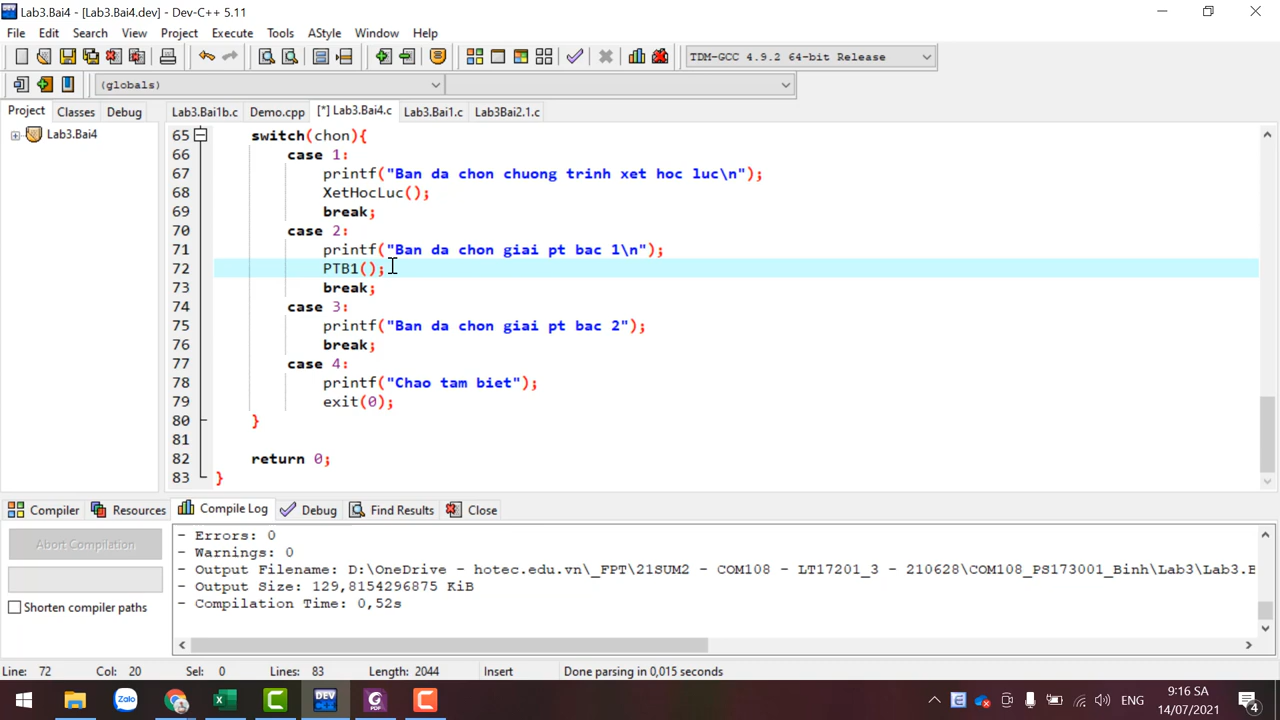 Lab3.Bai4 - [Lab3.Bai4.dev] - Dev-C++ 5.11
File Edit Search View Project Execute Tools AStyle Window Help
TDM-GCC 4.9.2 64-bit Release
(globals)
Project Classes Debug
Lab3.Bai1b.c Demo.cpp [*] Lab3.Bai4.c Lab3.Bai1.c Lab3Bai2.1.c
Lab3.Bai4
65 switch(chon){
66 case 1:
67 printf("Ban da chon chuong trinh xet hoc luc\n");
68 XetHocLuc();
69 break;
70 case 2:
71 printf("Ban da chon giai pt bac 1\n");
72 PTB1();
73 break;
74 case 3:
75 printf("Ban da chon giai pt bac 2");
76 break;
77 case 4:
78 printf("Chao tam biet");
79 exit(0);
80 }
81
82 return 0;
83 }
Compiler Resources Compile Log Debug Find Results Close
Abort Compilation
Shorten compiler paths
- Errors: 0
- Warnings: 0
- Output Filename: D:\OneDrive - hotec.edu.vn\_FPT\21SUM2 - COM108 - LT17201_3 - 210628\COM108_PS173001_Binh\Lab3\Lab3.B
- Output Size: 129,8154296875 KiB
- Compilation Time: 0,52s
Line: 72 Col: 20 Sel: 0 Lines: 83 Length: 2044 Insert Done parsing in 0,015 seconds
Zalo
DEV
ENG
9:16 SA
14/07/2021
4